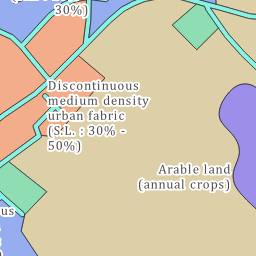 30%)
Discontinuous
medium density
urban fabric
(S.L. : 30% -
50%)
Arable land
(annual crops)